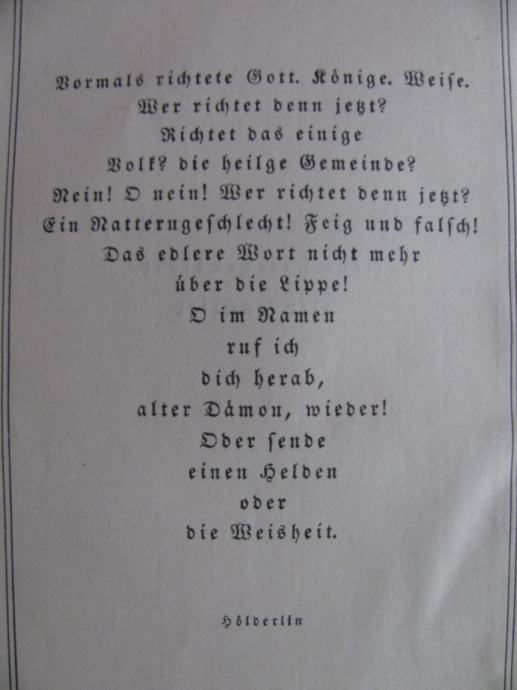 Vormals richtete Gott. Könige. Weise.
Wer richtet denn jetzt?
Richtet das einige
Volk? die heilge Gemeinde?
Nein! O nein! Wer richtet denn jetzt?
Ein Natterngeschlecht! Feig und falsch!
Das edlere Wort nicht mehr
über die Lippe!
O im Namen
ruf ich
dich herab,
alter Dämon, wieder!
Oder sende
einen Helden
oder
die Weisheit.
Hölderlin